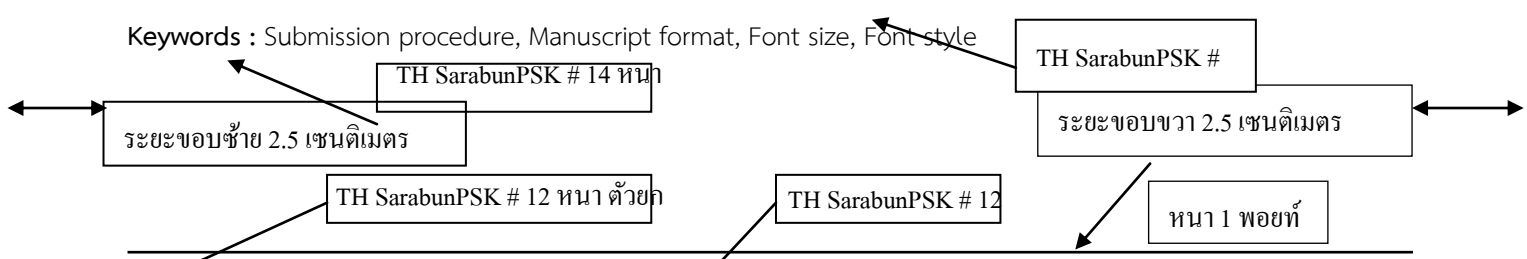 Keywords : Submission procedure, Manuscript format, Font size, Font style
TH SarabunPSK #
TH SarabunPSK # 14 หนา
ระยะขอบซ้าย 2.5 เซนติเมตร
ระยะขอบขวา 2.5 เซนติเมตร
TH SarabunPSK # 12 หนา ตัวยก
TH SarabunPSK # 12
หนา 1 พอยท์